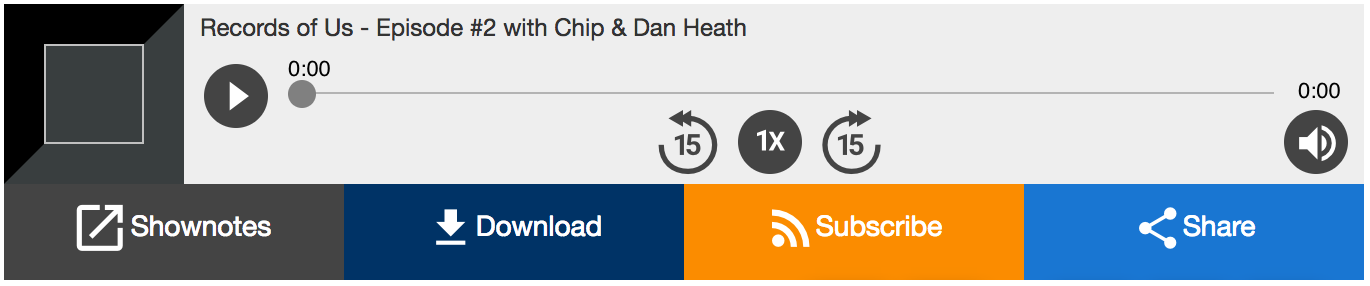 Records of Us - Episode #2 with Chip & Dan Heath
0:00
0:00
15
1X
15
Shownotes
Download
Subscribe
Share